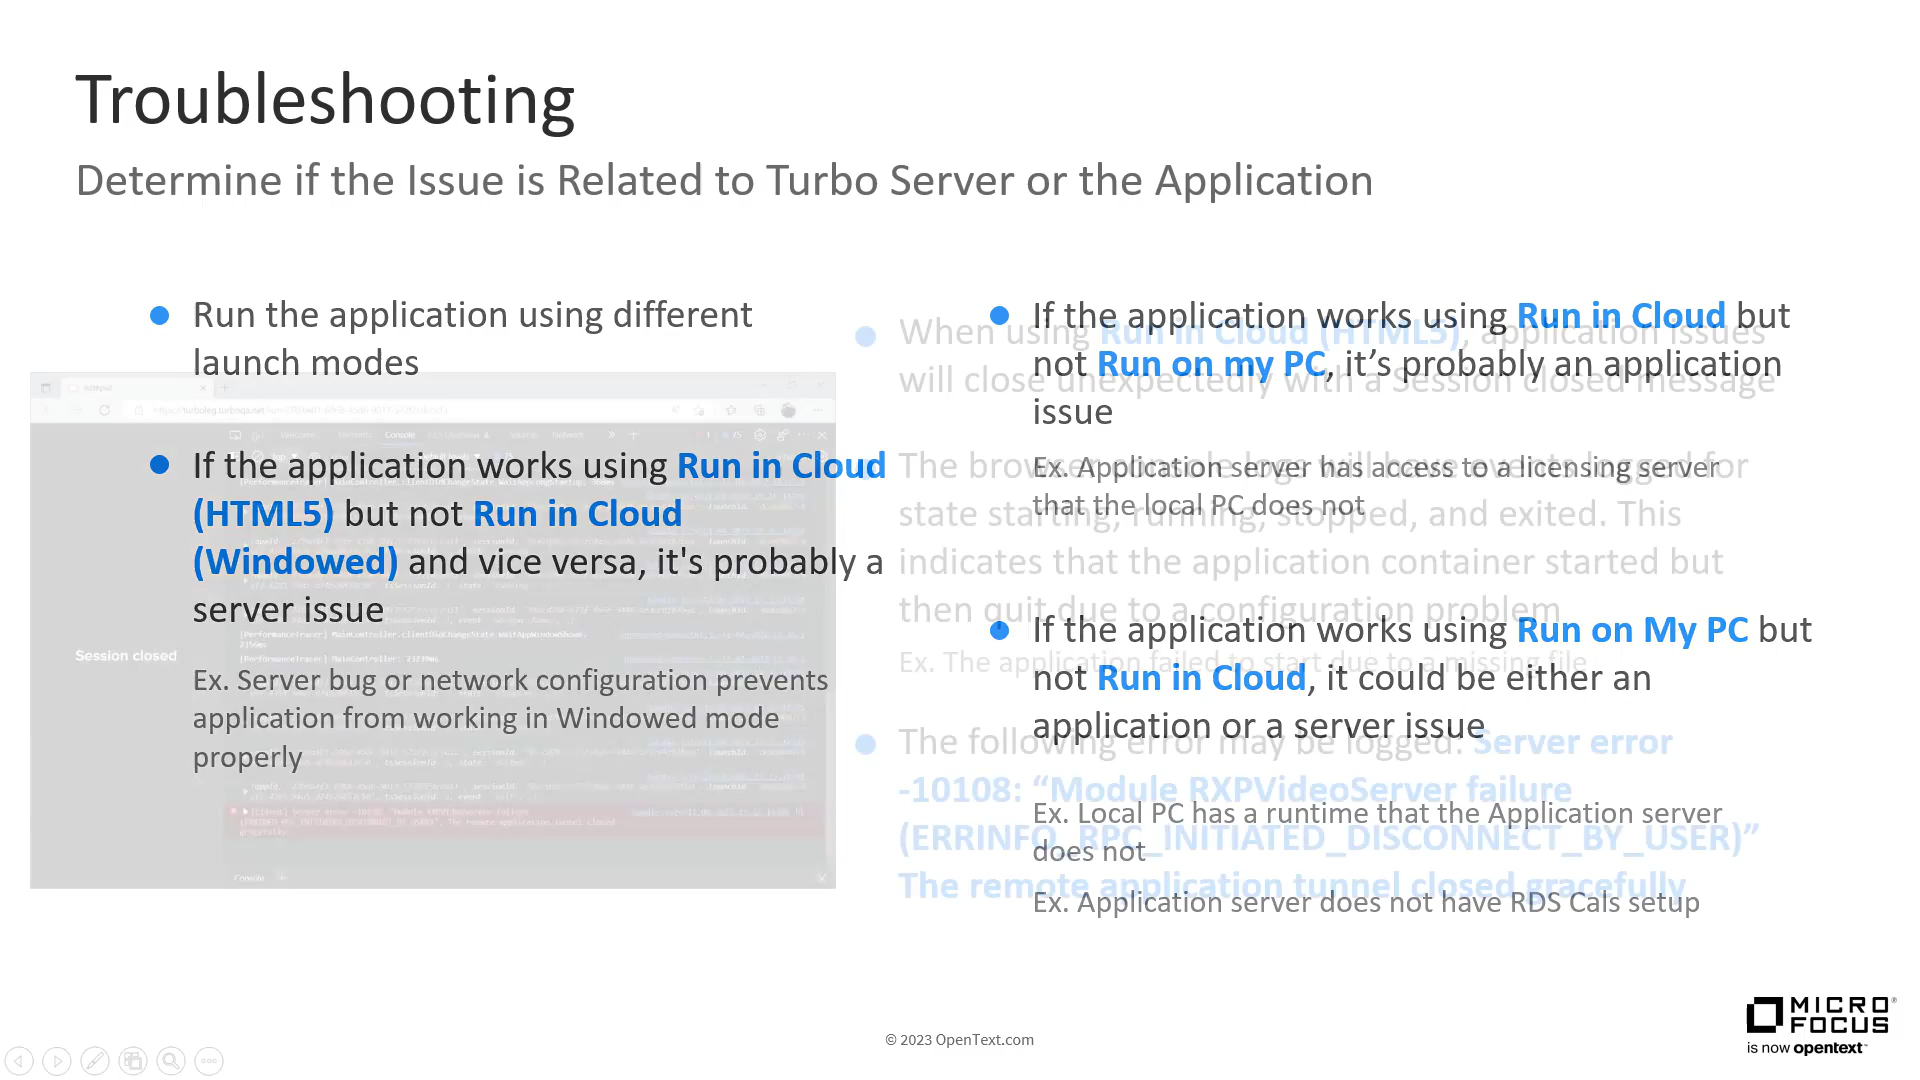 Troubleshooting
Determine if the Issue is Related to Turbo Server or the Application
Run the application using different
launch modes
If the application works using Run in Cloud
(HTML5) but not Run in Cloud
(Windowed) and vice versa, it's probably a
server issue
Ex. Server bug or network configuration prevents
application from working in Windowed mode
properly
If the application works using Run in Cloud but
not Run on my PC, it’s probably an application
issue
Ex. Application server has access to a licensing server
that the local PC does not
If the application works using Run on My PC but
not Run in Cloud, it could be either an
application or a server issue
Ex. Local PC has a runtime that the Application server
does not
Ex. Application server does not have RDS Cals setup
When using Run in Cloud (HTML5), application issues
will close unexpectedly with a Session closed message
The browser console logs will have events logged for
state starting, running, stopped, and exited. This
indicates that the application container started but
then quit due to a configuration problem
Ex. The application failed to start due to a missing file
The following error may be logged: Server error
-10108: “Module RXPVideoServer failure
(ERRINFO_RPC_INITIATED_DISCONNECT_BY_USER)”
The remote application tunnel closed gracefully
Session closed
Console
Console
© 2023 OpenText.com
MICRO
FOCUS
is now opentext™